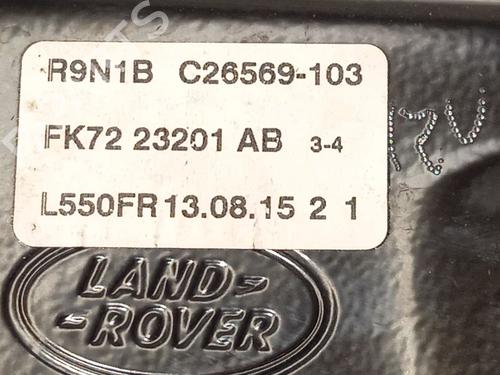 R9N1B C26569-103
FK72 23201 AB 3-4
L550FR 13.08.15 2 1
LAND
ROVER